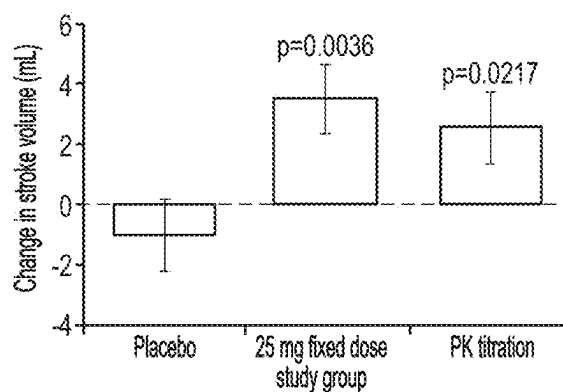 6
p=0.0036
4
p=0.0217
2
0
-2
-4
Change in stroke volume (mL)
Placebo
25 mg fixed dose
study group
PK titration